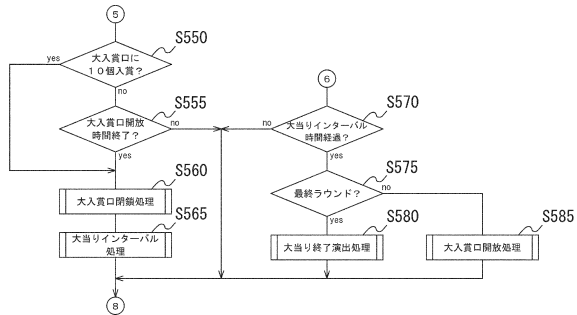 5
S550
大入賞口に
10個入賞？
yes
no
S555
大入賞口開放
時間終了？
no
yes
S560
大入賞口閉鎖処理
S565
大当りインターバル
処理
8
6
S570
大当りインターバル
時間経過？
no
yes
S575
最終ラウンド？
no
yes
S580
大当り終了演出処理
S585
大入賞口開放処理